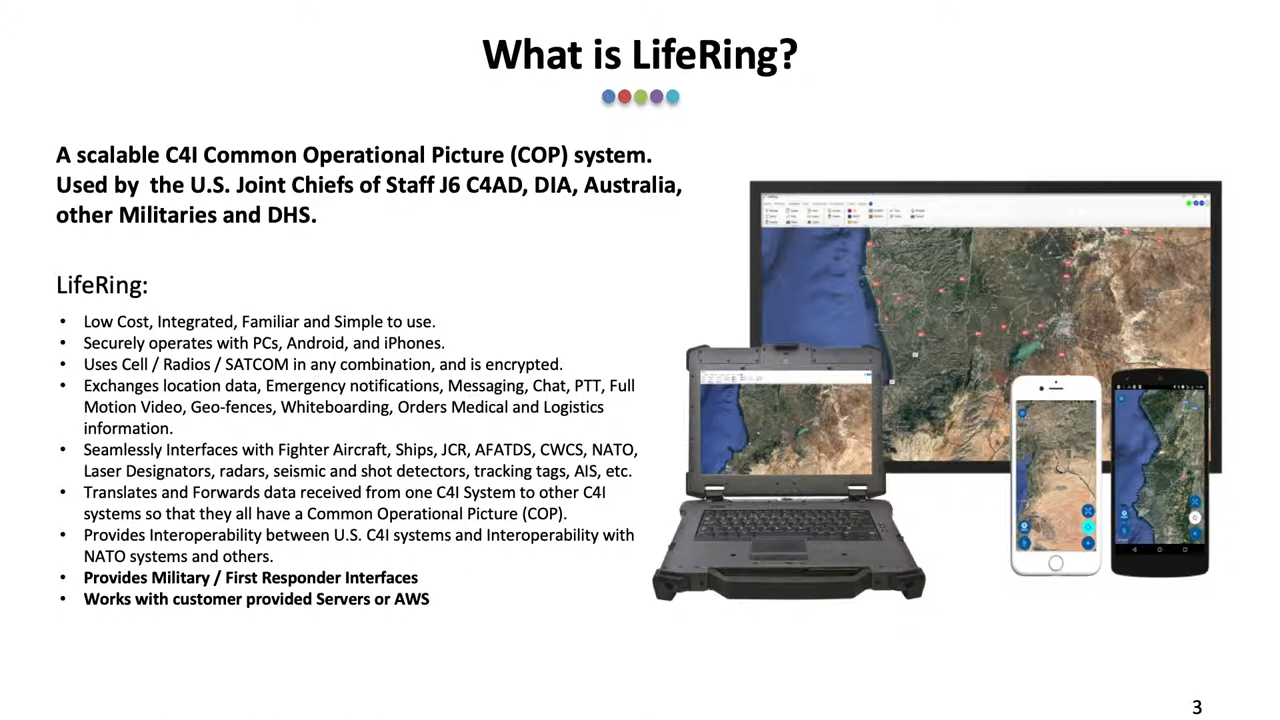 What is LifeRing?
A scalable C4I Common Operational Picture (COP) system.
Used by  the U.S. Joint Chiefs of Staff J6 C4AD, DIA, Australia,
other Militaries and DHS.
LifeRing:
• Low Cost, Integrated, Familiar and Simple to use.
• Securely operates with PCs, Android, and iPhones.
• Uses Cell / Radios / SATCOM in any combination, and is encrypted.
• Exchanges location data, Emergency notifications, Messaging, Chat, PTT, Full
Motion Video, Geo-fences, Whiteboarding, Orders Medical and Logistics
information.
• Seamlessly Interfaces with Fighter Aircraft, Ships, JCR, AFATDS, CWCS, NATO,
Laser Designators, radars, seismic and shot detectors, tracking tags, AIS, etc.
• Translates and Forwards data received from one C4I System to other C4I
systems so that they all have a Common Operational Picture (COP).
• Provides Interoperability between U.S. C4I systems and Interoperability with
NATO systems and others.
• Provides Military / First Responder Interfaces
• Works with customer provided Servers or AWS
3